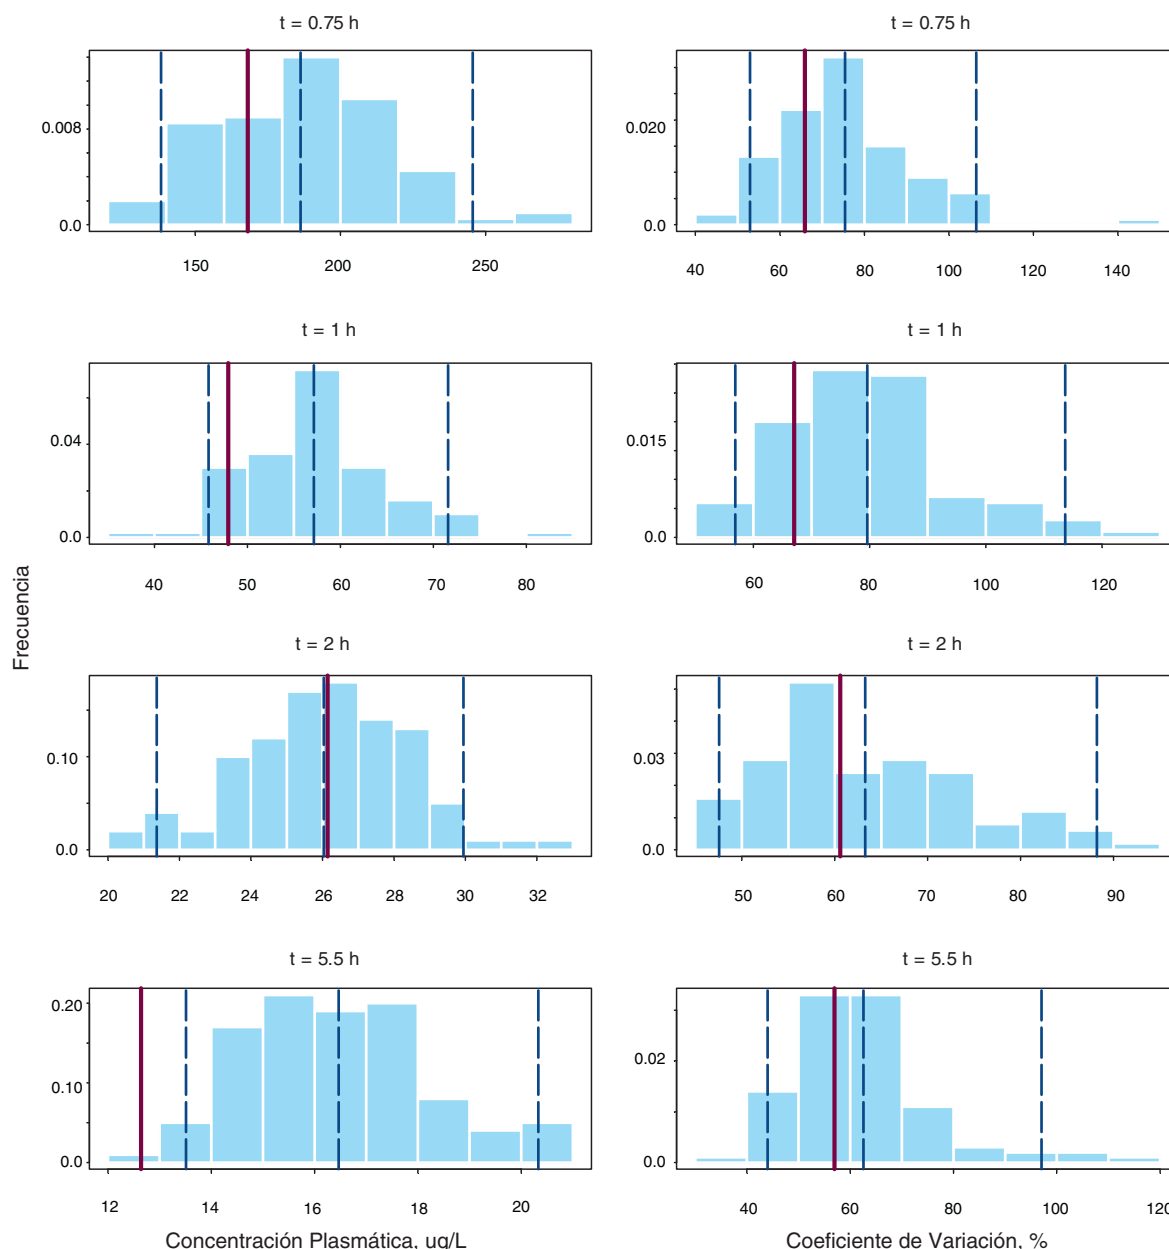 t = 0.75 h
t = 0.75 h
0.008
0.0
150 200 250
0.020
0.0
40 60 80 100 120 140
t = 1 h
t = 1 h
0.04
0.0
40 50 60 70 80
0.015
0.0
60 80 100 120
Frecuencia
t = 2 h
t = 2 h
0.10
0.0
20 22 24 26 28 30 32
0.03
0.0
50 60 70 80 90
t = 5.5 h
t = 5.5 h
0.20
0.10
0.0
12 14 16 18 20
0.02
0.0
40 60 80 100 120
Concentración Plasmática, ug/L
Coeficiente de Variación, %